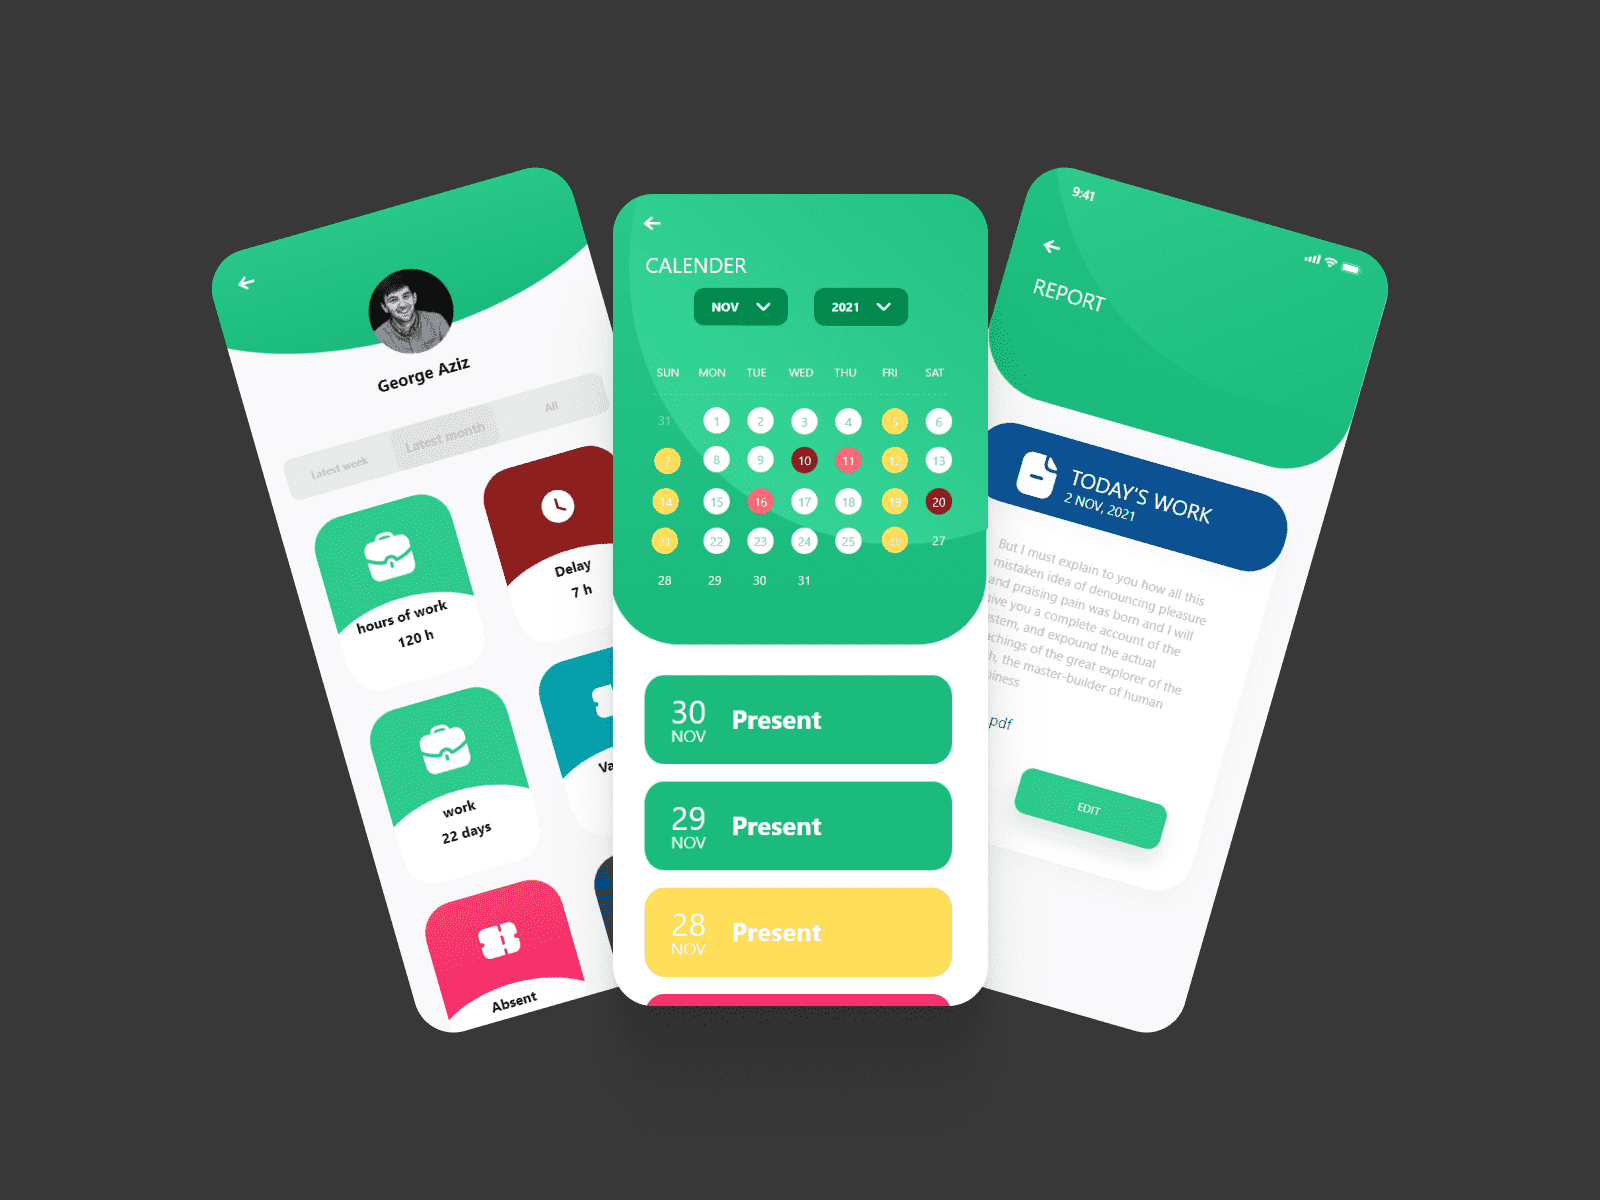 George Aziz
Latest week
Latest month
All
hours of work
120 h
Delay
7 h
work
22 days
Absent
CALENDER
NOV
2021
SUN MON TUE WED THU FRI SAT
31 1 2 3 4 5 6
7 8 9 10 11 12 13
14 15 16 17 18 19 20
21 22 23 24 25 26 27
28 29 30 31
30
NOV
Present
29
NOV
Present
28
NOV
Present
9:41
REPORT
TODAY'S WORK
2 NOV, 2021
But I must explain to you how all this
mistaken idea of denouncing pleasure
and praising pain was born and I will
you a complete account of the
and expound the actual
of the great explorer of the
the master-builder of human
pdf
EDIT